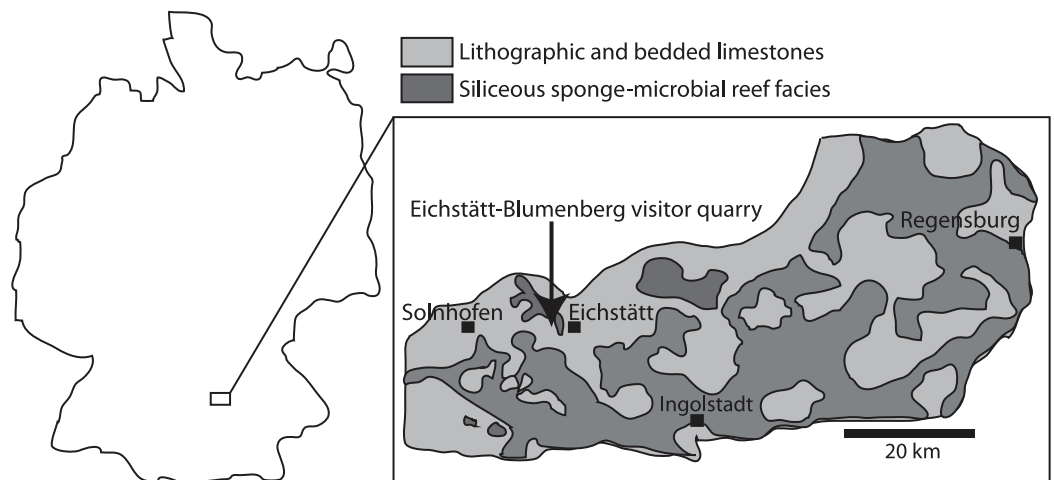 Lithographic and bedded limestones
Siliceous sponge-microbial reef facies
Eichstätt-Blumenberg visitor quarry
Regensburg
Solnhofen
Eichstätt
Ingolstadt
20 km